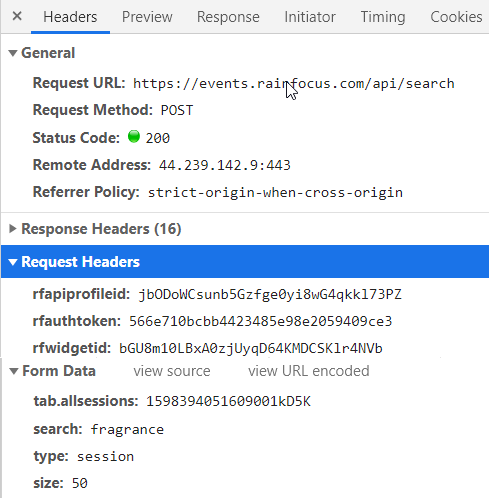 Headers Preview Response Initiator Timing Cookies
General
Request URL: https://events.rainfocus.com/api/search
Request Method: POST
Status Code: 200
Remote Address: 44.239.142.9:443
Referrer Policy: strict-origin-when-cross-origin
Response Headers (16)
Request Headers
rfapiprofileid: jbODoWCsunb5Gzfge0yi8wG4qkkl73PZ
rfauthtoken: 566e710bcbb4423485e98e2059409ce3
rfwidgetid: bGU8m10LBxA0zjUyqD64KMDCSKlr4NVb
Form Data view source view URL encoded
tab.allsessions: 1598394051609001kD5K
search: fragrance
type: session
size: 50